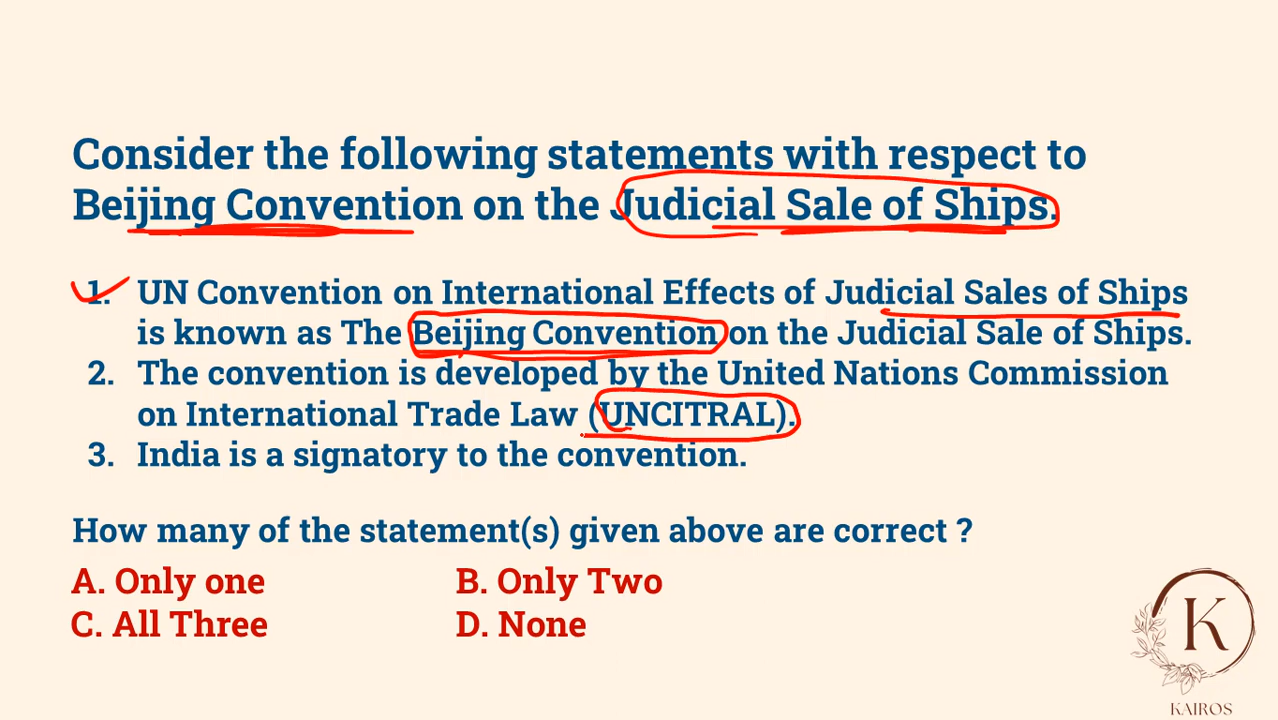 Consider the following statements with respect to
Beijing Convention on the Judicial Sale of Ships.
1. UN Convention on International Effects of Judicial Sales of Ships
is known as The Beijing Convention on the Judicial Sale of Ships.
2. The convention is developed by the United Nations Commission
on International Trade Law (UNCITRAL).
3. India is a signatory to the convention.
How many of the statement(s) given above are correct ?
A. Only one B. Only Two
C. All Three D. None
K
KAIROS